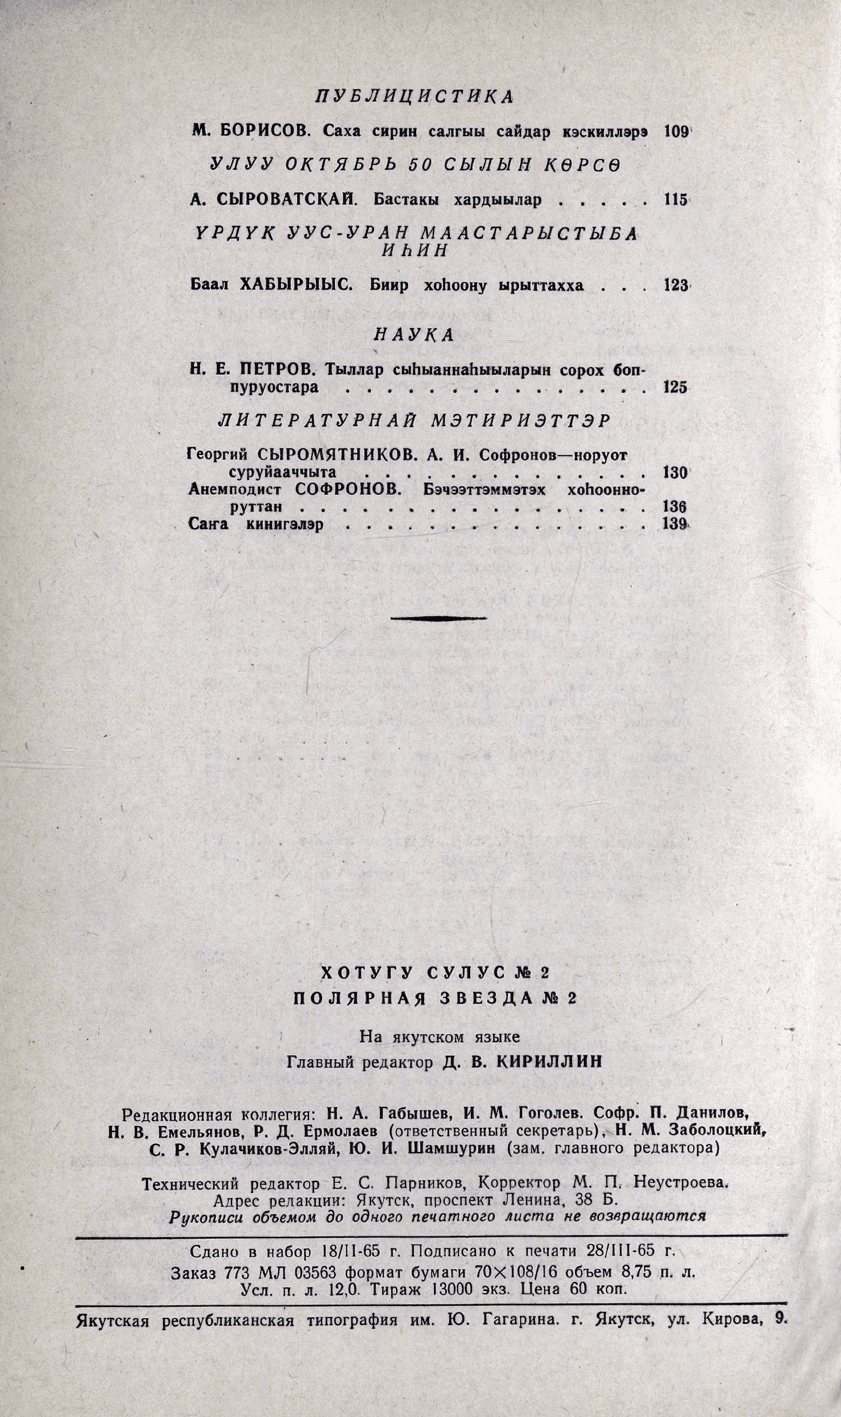 ПУБЛИЦИСТИКА
М. БОРИСОВ. Саха сирин салгыы сайдар кэскиллэрэ 109
УЛУУ ОКТЯБРЬ 50 СЫЛЫН КӨРСӨ
А. СЫРОВАТСКАЙ. Бастакы хардыылар . . . . . 115
ҮРДҮК УУС-УРАН МААСТАРЫСТЫБА
ИҺИН
Баал ХАБЫРЫЫС. Биир хоһоону ырыттахха . . . 123
НАУКА
Н. Е. ПЕТРОВ. Тыллар сыһыаннаһыыларын сорох боп-
пуруостара . . . . . . . . . . . . . . . 125
ЛИТЕРАТУРНАЙ МЭТИРИЭТТЭР
Георгий СЫРОМЯТНИКОВ. А. И. Софронов—норуот
суруйааччыта . . . . . . . . . . . . . . 130
Анемподист СОФРОНОВ. Бэчээттэммэтэх хоһоонно-
руттан . . . . . . . . . . . . . . . . . 136
Саҥа кинигэлэр . . . . . . . . . . . . . . . 139
ХОТУГУ СУЛУС № 2
ПОЛЯРНАЯ ЗВЕЗДА № 2
На якутском языке
Главный редактор Д. В. КИРИЛЛИН
Редакционная коллегия: Н. А. Габышев, И. М. Гоголев. Софр. П. Данилов,
Н. В. Емельянов, Р. Д. Ермолаев (ответственный секретарь), Н. М. Заболоцкий,
С. Р. Кулачиков-Элляй, Ю. И. Шамшурин (зам. главного редактора)
Технический редактор Е. С. Парников, Корректор М. П. Неустроева.
Адрес редакции: Якутск, проспект Ленина, 38 Б.
Рукописи объемом до одного печатного листа не возвращаются
Сдано в набор 18/II-65 г. Подписано к печати 28/III-65 г.
Заказ 773 МЛ 03563 формат бумаги 70×108/16 объем 8,75 п. л.
Усл. п. л. 12,0. Тираж 13000 экз. Цена 60 коп.
Якутская республиканская типография им. Ю. Гагарина. г. Якутск, ул. Кирова, 9.